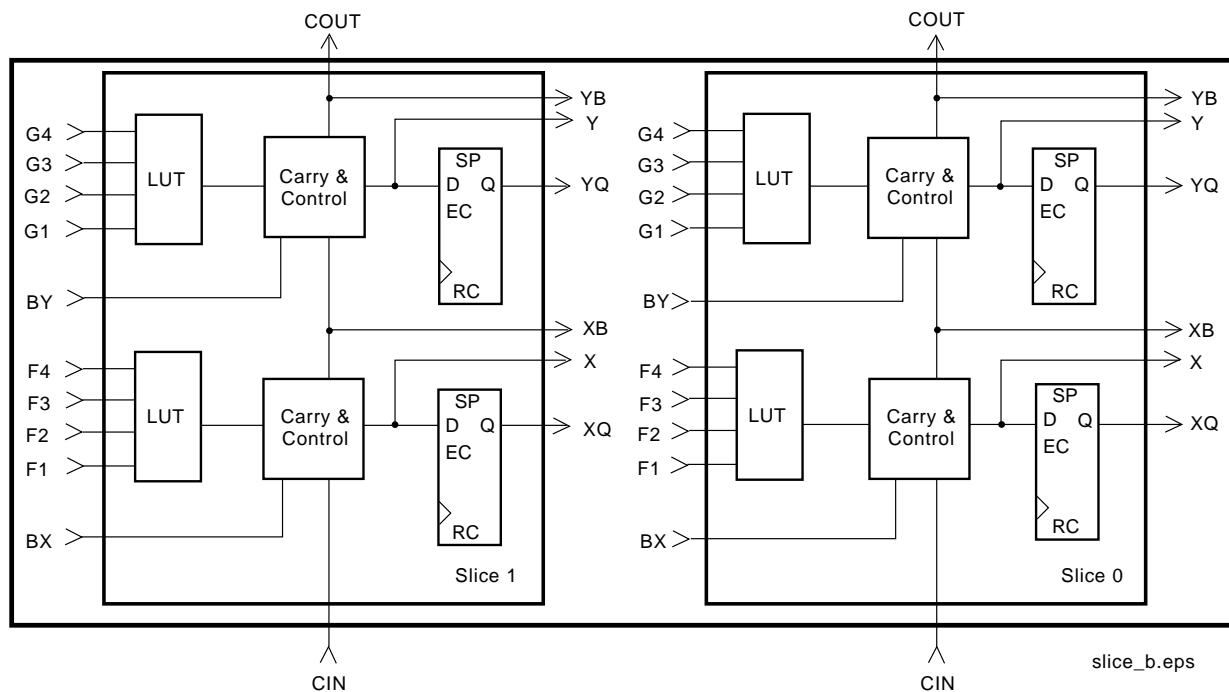 COUT
YB
Y
G4
G3
G2
G1
LUT
Carry &
Control
SP
D Q
EC
RC
YQ
BY
XB
X
F4
F3
F2
F1
LUT
Carry &
Control
SP
D Q
EC
RC
XQ
BX
Slice 1
CIN
COUT
YB
Y
G4
G3
G2
G1
LUT
Carry &
Control
SP
D Q
EC
RC
YQ
BY
XB
X
F4
F3
F2
F1
LUT
Carry &
Control
SP
D Q
EC
RC
XQ
BX
Slice 0
CIN
slice_b.eps